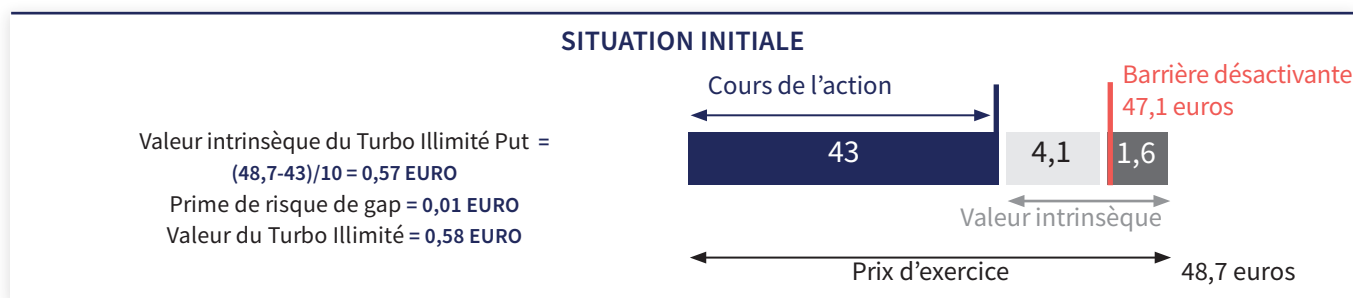 SITUATION INITIALE
Valeur intrinsèque du Turbo Illimité Put =
(48,7-43)/10 = 0,57 EURO
Prime de risque de gap = 0,01 EURO
Valeur du Turbo Illimité = 0,58 EURO
Cours de l’action
Barrière désactivante
47,1 euros
43
4,1
1,6
Valeur intrinsèque
Prix d’exercice
48,7 euros